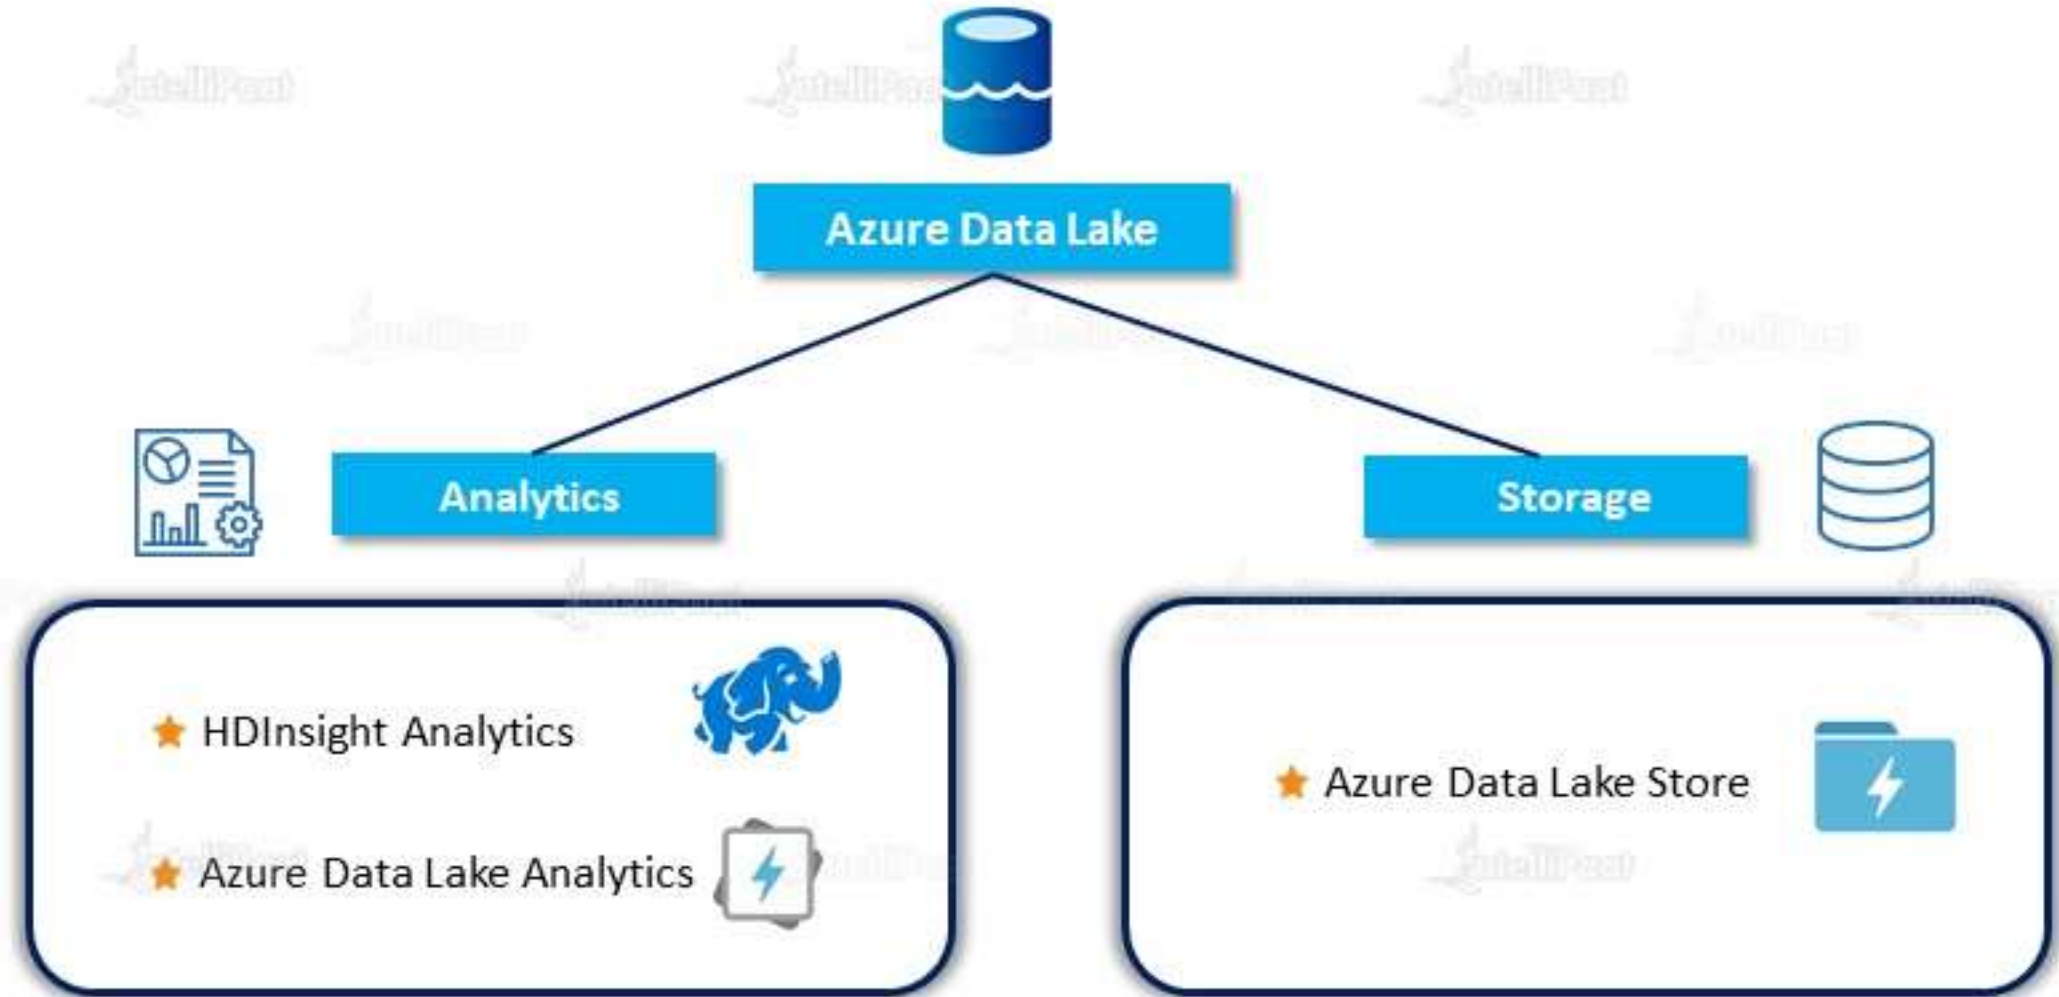 Azure Data Lake
Analytics
Storage
HDInsight Analytics
Azure Data Lake Analytics
Azure Data Lake Store